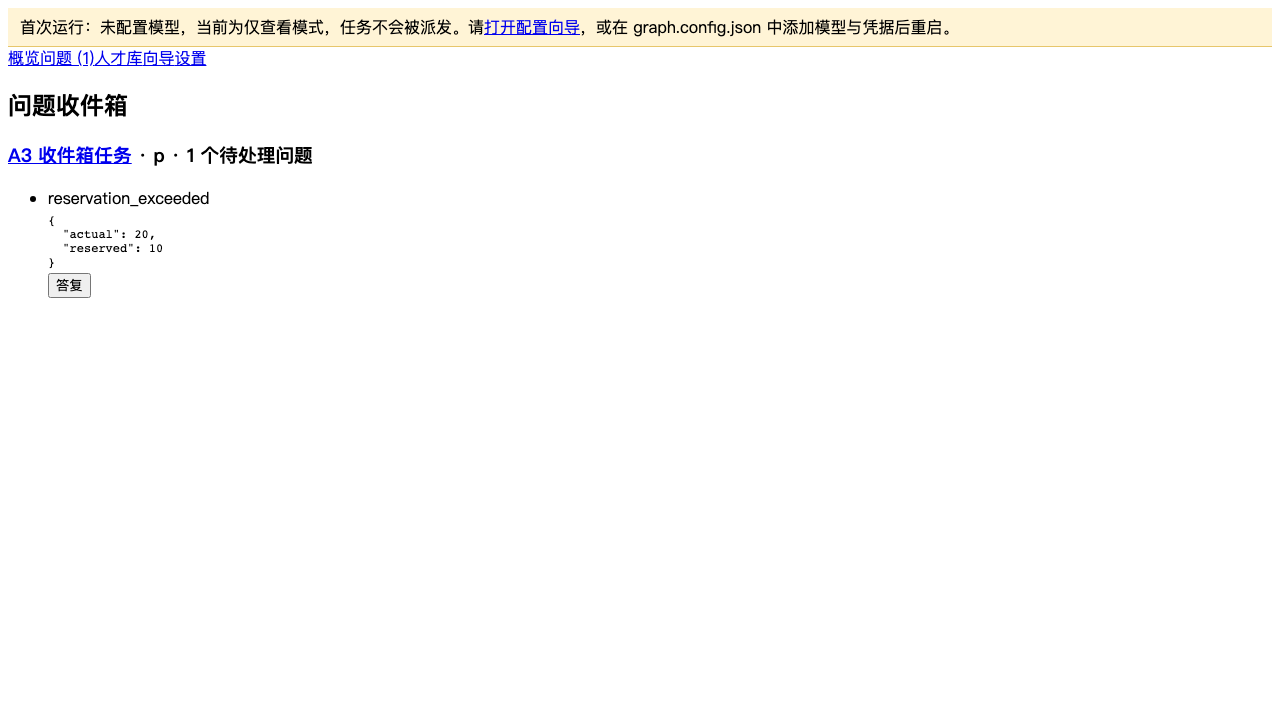 首次运行：未配置模型，当前为仅查看模式，任务不会被派发。请打开配置向导，或在 graph.config.json 中添加模型与凭据后重启。
概览问题 (1)人才库向导设置
问题收件箱
A3 收件箱任务 · p · 1 个待处理问题
reservation_exceeded
{
  "actual": 20,
  "reserved": 10
}
答复